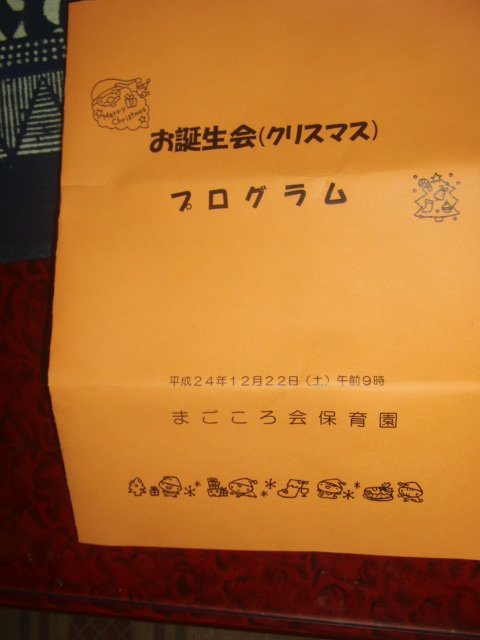 Merry
Christmas
お誕生会(クリスマス)
プログラム
平成24年12月22日(土)午前9時
まごころ会保育園